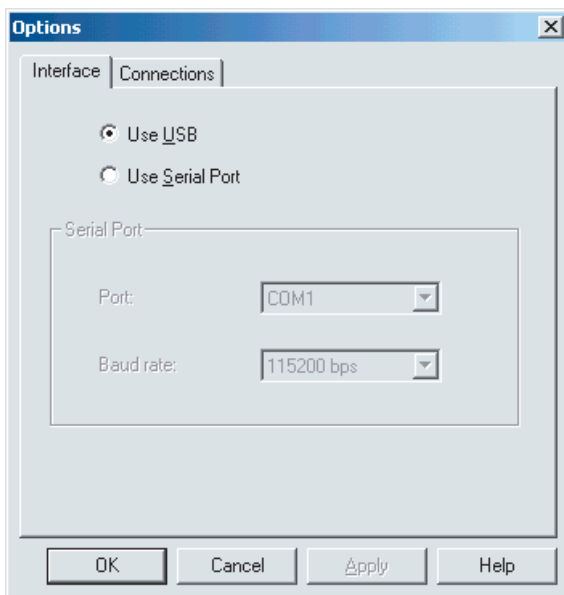 Options
Interface Connections
Use USB
Use Serial Port
Serial Port
Port: COM1
Baud rate: 115200 bps
OK Cancel Apply Help